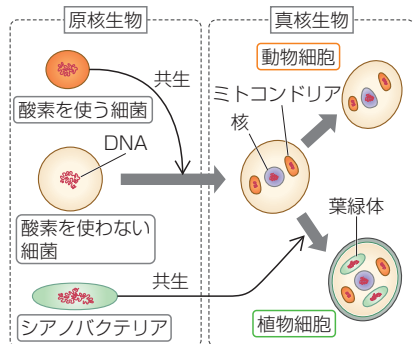 原核生物
真核生物
共生
動物細胞
酸素を使う細菌
ミトコンドリア
DNA
核
酸素を使わない
細菌
葉緑体
共生
シアノバクテリア
植物細胞